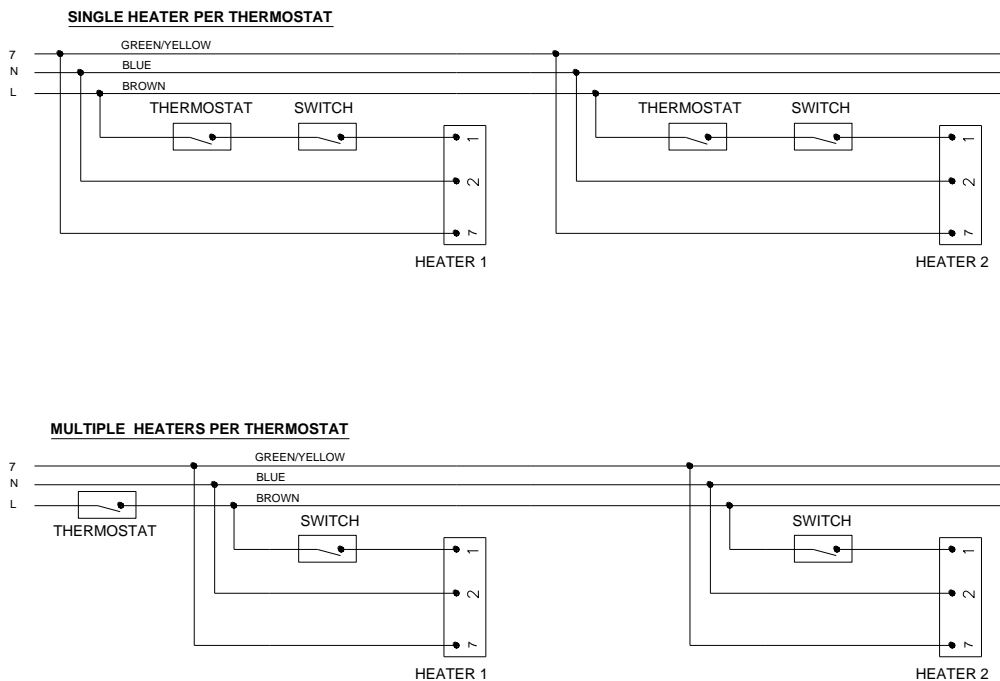 SINGLE HEATER PER THERMOSTAT
GREEN/YELLOW
7
BLUE
N
BROWN
L
THERMOSTAT SWITCH THERMOSTAT SWITCH
1 1
2 2
7 7
HEATER 1 HEATER 2
MULTIPLE HEATERS PER THERMOSTAT
GREEN/YELLOW
7
BLUE
N
BROWN
L
THERMOSTAT SWITCH SWITCH
1 1
2 2
7 7
HEATER 1 HEATER 2